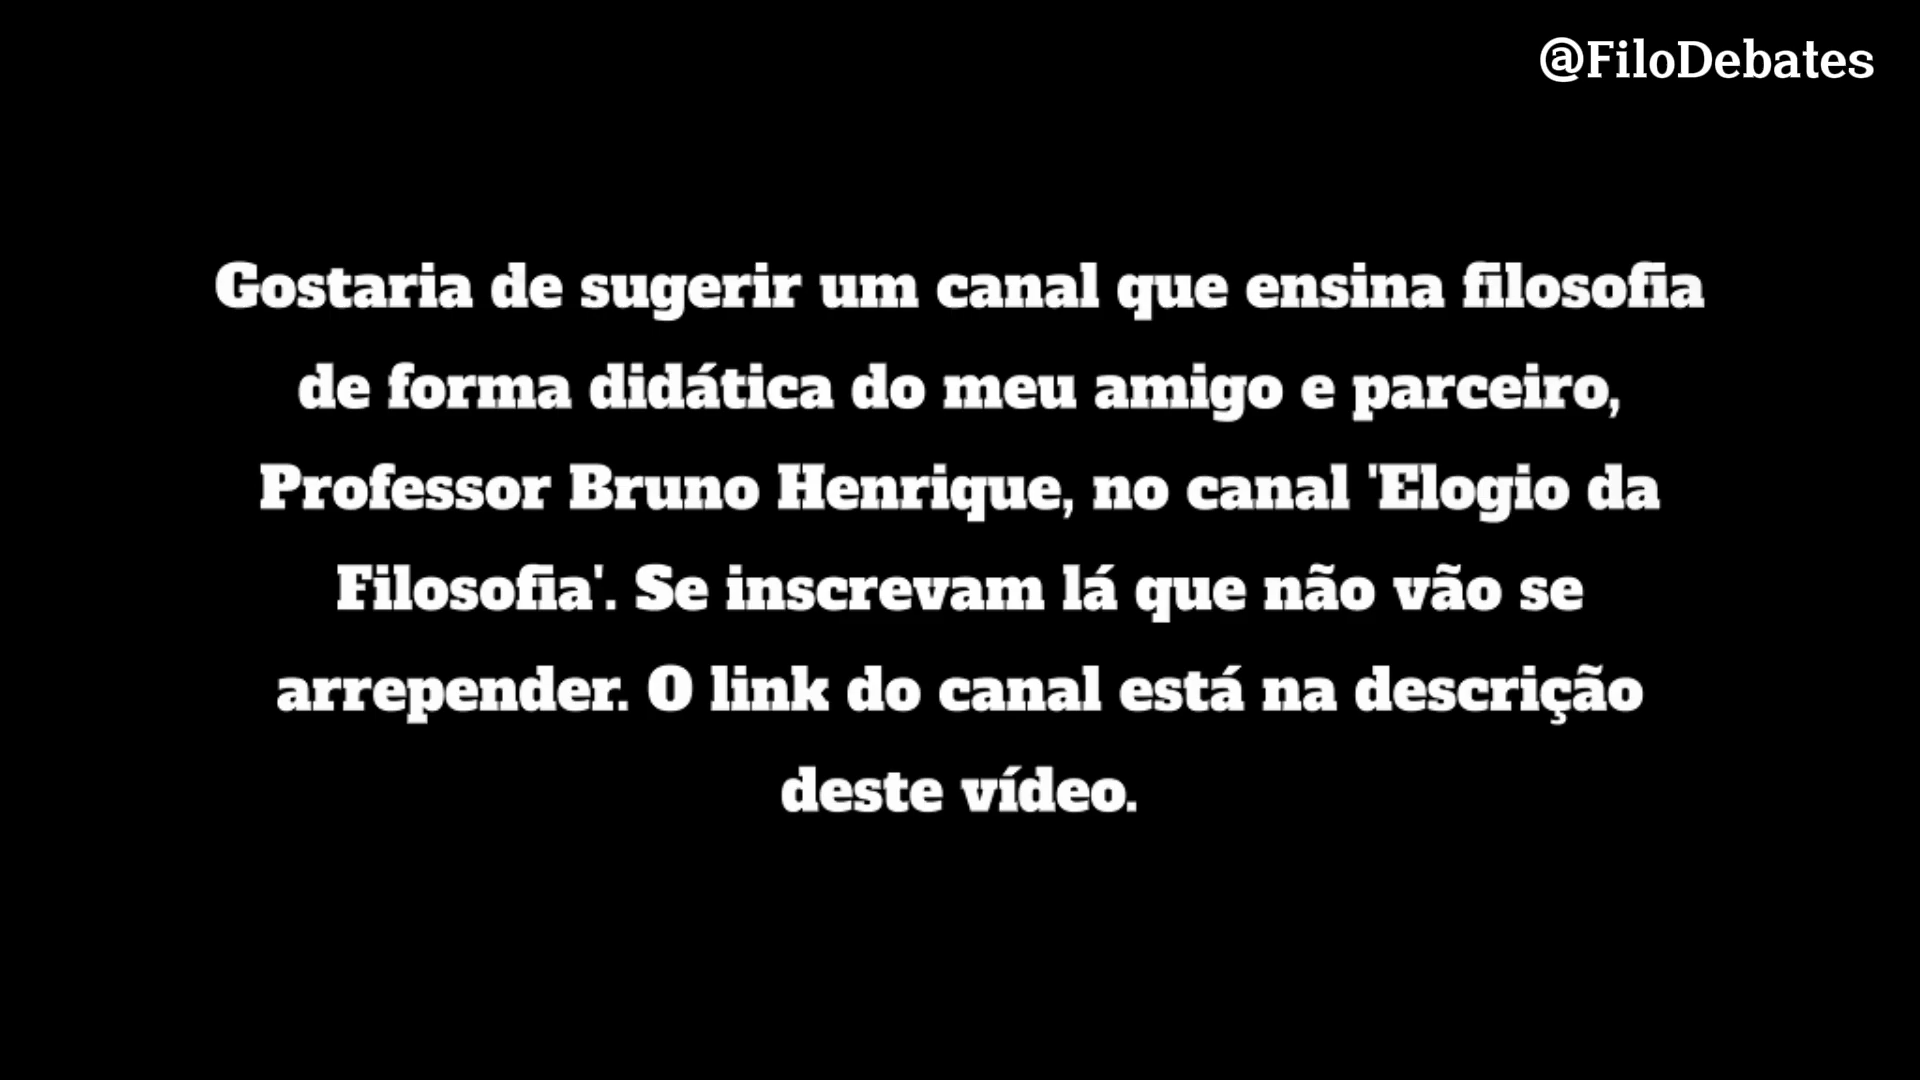 @FiloDebates
Gostaria de sugerir um canal que ensina filosofia
de forma didática do meu amigo e parceiro,
Professor Bruno Henrique, no canal 'Elogio da
Filosofia'. Se inscrevam lá que não vão se
arrepender. O link do canal está na descrição
deste vídeo.